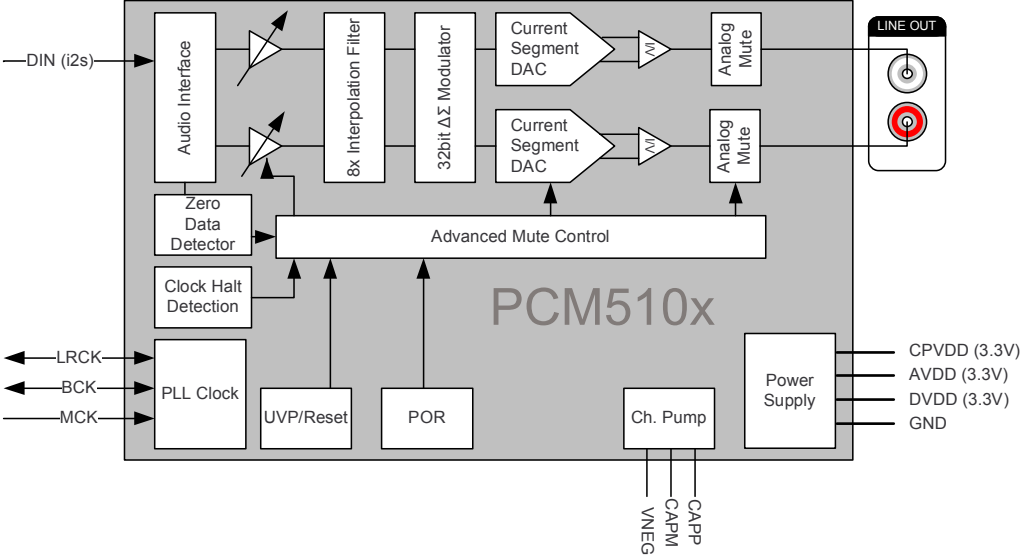 LINE OUT
DIN (i2s)
Audio Interface
8x Interpolation Filter
32bit ΔΣ Modulator
Current
Segment
DAC
I/V
Analog
Mute
Current
Segment
DAC
I/V
Analog
Mute
Zero
Data
Detector
Advanced Mute Control
Clock Halt
Detection
PCM510x
LRCK
BCK
MCK
PLL Clock
UVP/Reset
POR
Ch. Pump
Power
Supply
CPVDD (3.3V)
AVDD (3.3V)
DVDD (3.3V)
GND
VNEG
CAPM
CAPP